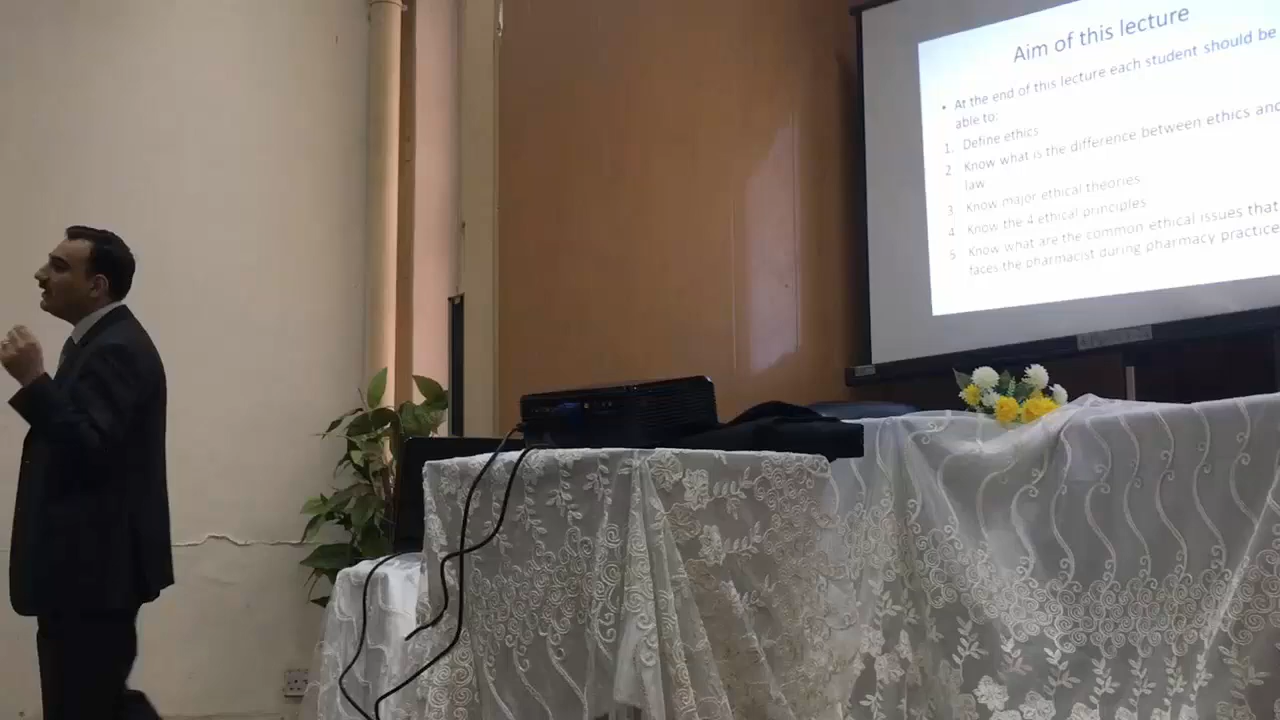 Aim of this lecture
• At the end of this lecture each student should be
able to:
1. Define ethics
2. Know what is the difference between ethics and
law
3. Know major ethical theories
4. Know the 4 ethical principles
5. Know what are the common ethical issues that
faces the pharmacist during pharmacy practice